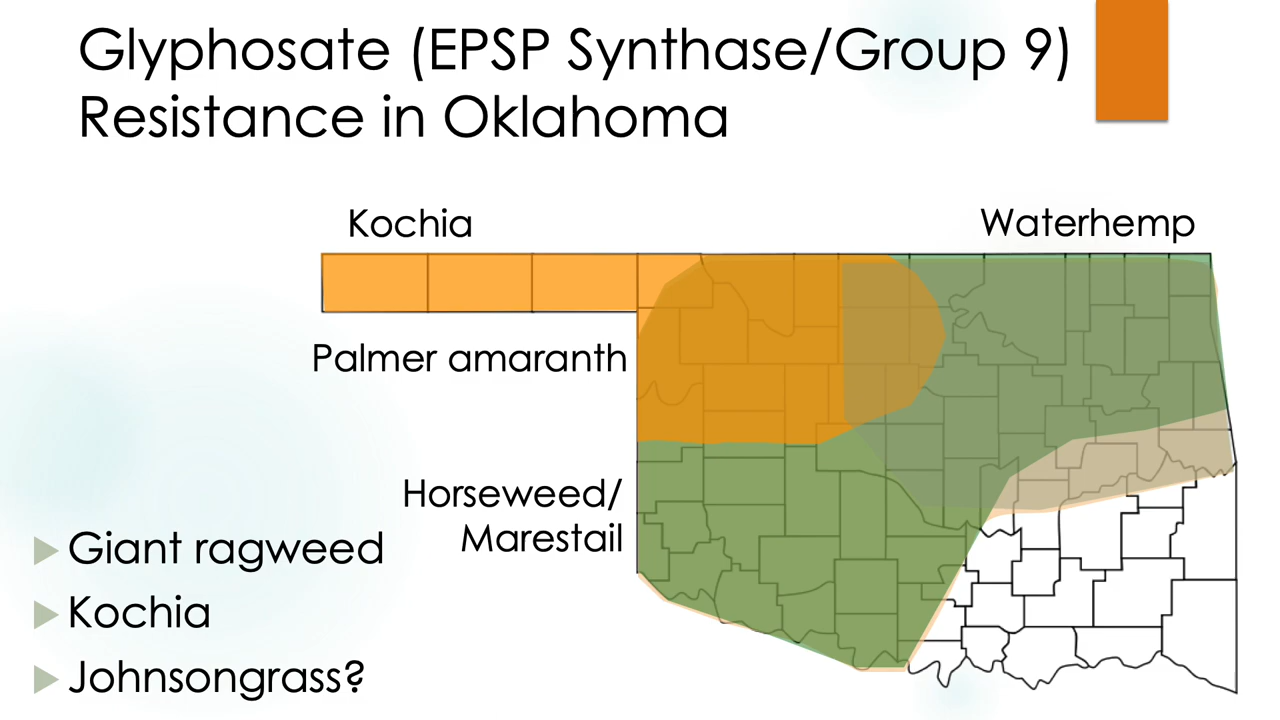 Glyphosate (EPSP Synthase/Group 9)
Resistance in Oklahoma
Kochia
Waterhemp
Palmer amaranth
Horseweed/
Marestail
Giant ragweed
Kochia
Johnsongrass?